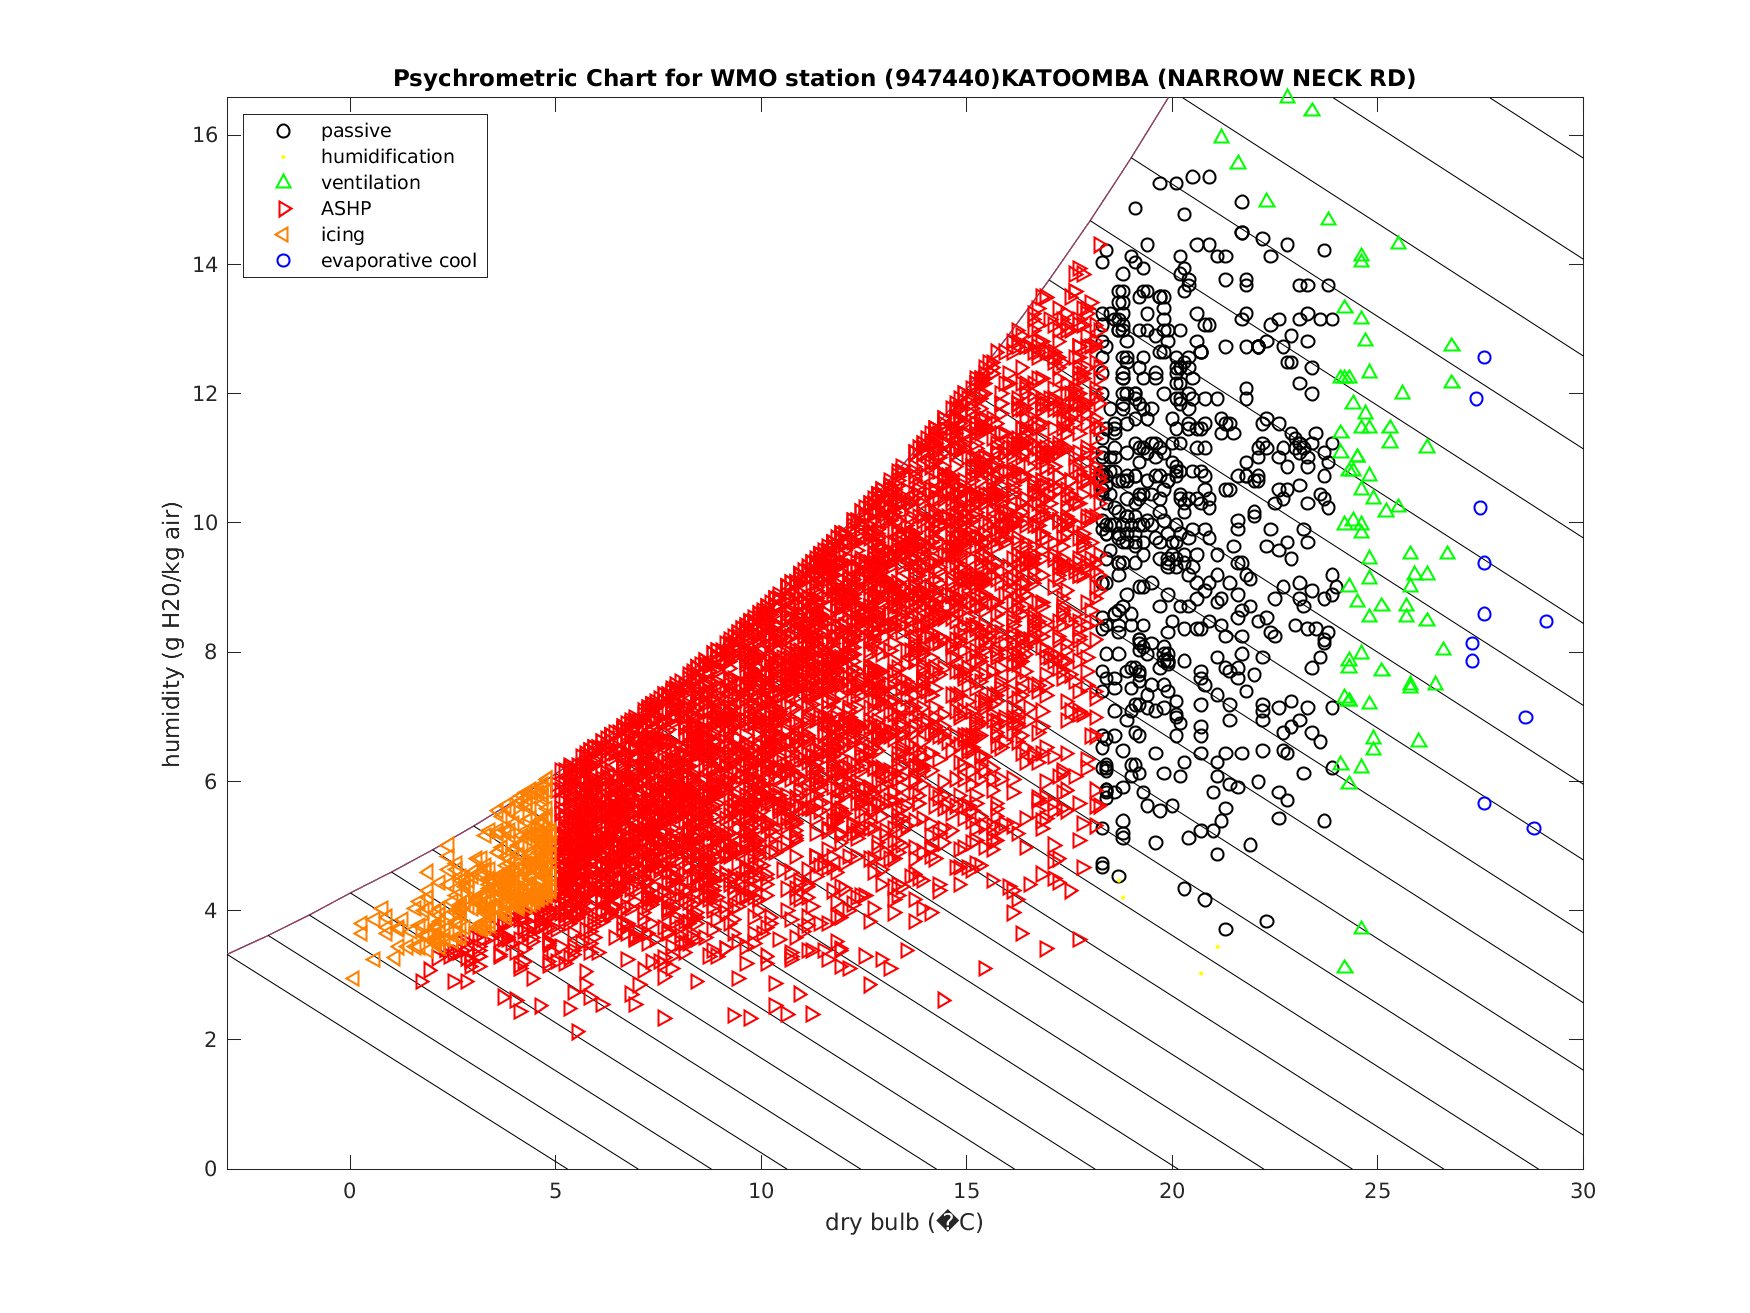 Psychrometric Chart for WMO station (947440)KATOOMBA (NARROW NECK RD)
passive
humidification
ventilation
ASHP
icing
evaporative cool
humidity (g H20/kg air)
16
14
12
10
8
6
4
2
0
0 5 10 15 20 25 30
dry bulb (�C)